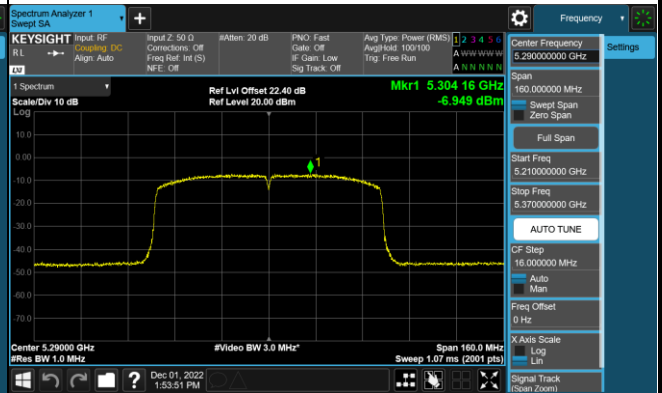 Spectrum Analyzer 1
Swept SA
+
Frequency
KEYSIGHT
RL
LXI
Input: RF
Coupling: DC
Align: Auto
Input Z: 50 Ω
Corrections: Off
Freq Ref: Int (S)
NFE: Off
#Atten: 20 dB
PNO: Fast
Gate: Off
IF Gain: Low
Sig Track: Off
Avg Type: Power (RMS)
Avg|Hold: 100/100
Trig: Free Run
1 2 3 4 5 6
A W W W W W
A N N N N N
1 Spectrum
Scale/Div 10 dB
Ref Lvl Offset 22.40 dB
Ref Level 20.00 dBm
Mkr1 5.304 16 GHz
-6.949 dBm
Log
10.0
0.00
-10.0
-20.0
-30.0
-40.0
-50.0
-60.0
-70.0
1
Center 5.29000 GHz
#Res BW 1.0 MHz
#Video BW 3.0 MHz*
Span 160.0 MHz
Sweep 1.07 ms (2001 pts)
Dec 01, 2022
1:53:51 PM
?
Center Frequency
5.290000000 GHz
Span
160.000000 MHz
Swept Span
Zero Span
Full Span
Start Freq
5.210000000 GHz
Stop Freq
5.370000000 GHz
AUTO TUNE
CF Step
16.000000 MHz
Auto
Man
Freq Offset
0 Hz
X Axis Scale
Log
Lin
Signal Track
(Span Zoom)
Settings